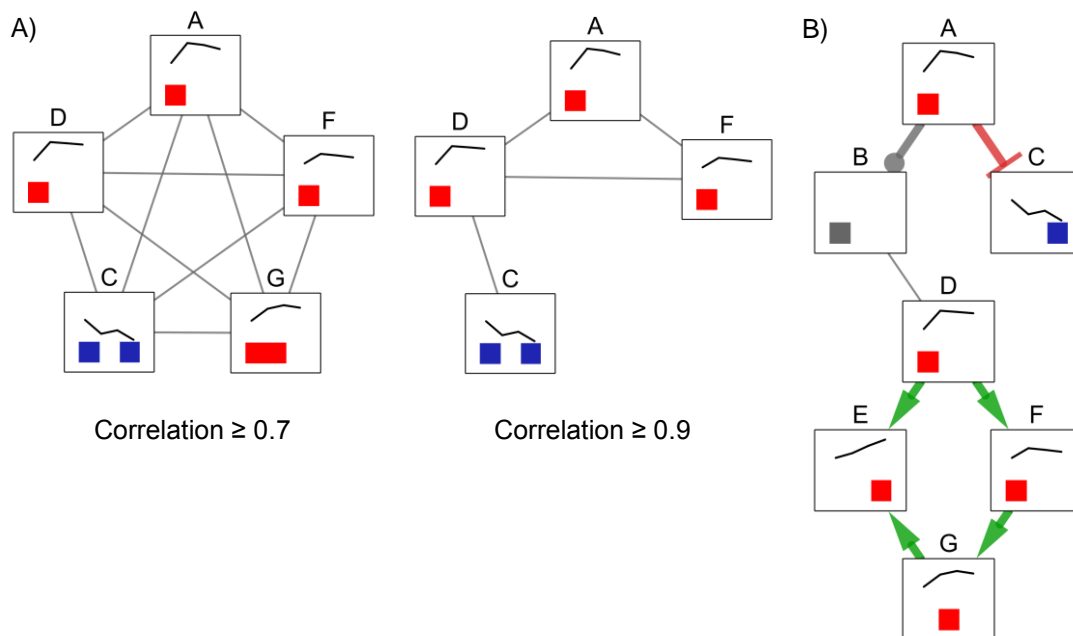 A)
A
D
F
C
G
Correlation ≥ 0.7
A
D
F
C
Correlation ≥ 0.9
B)
A
B
C
D
E
F
G